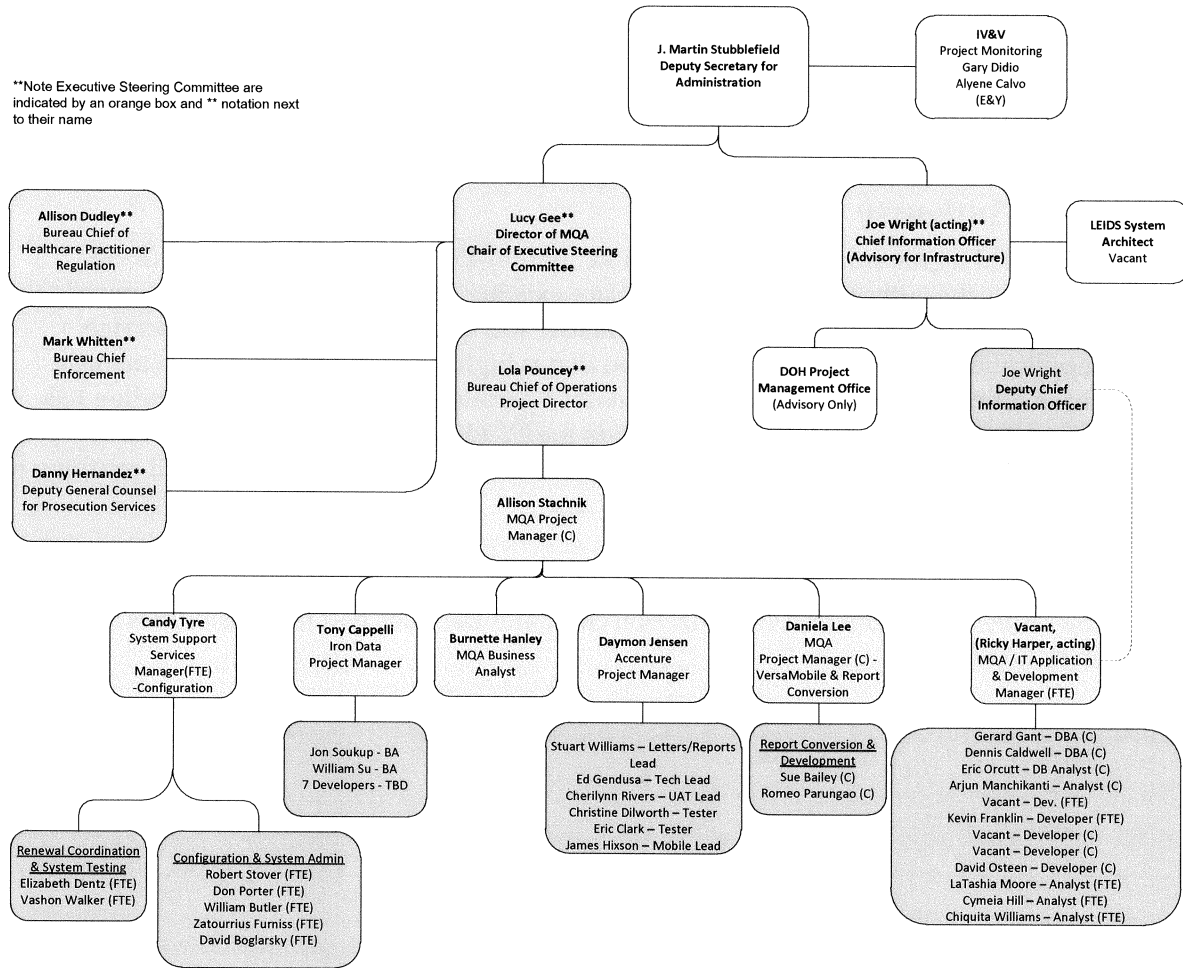 **Note Executive Steering Committee are
indicated by an orange box and ** notation next
to their name
J. Martin Stubblefield
Deputy Secretary for
Administration
IV&V
Project Monitoring
Gary Didio
Alyene Calvo
(E&Y)
Allison Dudley**
Bureau Chief of
Healthcare Practitioner
Regulation
Lucy Gee**
Director of MQA
Chair of Executive Steering
Committee
Joe Wright (acting)**
Chief Information Officer
(Advisory for Infrastructure)
LEIDS System
Architect
Vacant
Mark Whitten**
Bureau Chief
Enforcement
Lola Pouncey**
Bureau Chief of Operations
Project Director
DOH Project
Management Office
(Advisory Only)
Joe Wright
Deputy Chief
Information Officer
Danny Hernandez**
Deputy General Counsel
for Prosecution Services
Allison Stachnik
MQA Project
Manager (C)
Candy Tyre
System Support
Services
Manager(FTE)
-Configuration
Tony Cappelli
Iron Data
Project Manager
Burnette Hanley
MQA Business
Analyst
Daymon Jensen
Accenture
Project Manager
Daniela Lee
MQA
Project Manager (C) -
VersaMobile & Report
Conversion
Vacant,
(Ricky Harper, acting)
MQA / IT Application
& Development
Manager (FTE)
Jon Soukup - BA
William Su - BA
7 Developers - TBD
Stuart Williams – Letters/Reports
Lead
Ed Gendusa – Tech Lead
Cherilynn Rivers – UAT Lead
Christine Dilworth – Tester
Eric Clark – Tester
James Hixson – Mobile Lead
Report Conversion &
Development
Sue Bailey (C)
Romeo Parungao (C)
Gerard Gant – DBA (C)
Dennis Caldwell – DBA (C)
Eric Orcutt – DB Analyst (C)
Arjun Manchikanti – Analyst (C)
Vacant – Dev. (FTE)
Kevin Franklin – Developer (FTE)
Vacant – Developer (C)
Vacant – Developer (C)
David Osteen – Developer (C)
LaTashia Moore – Analyst (FTE)
Cymeia Hill – Analyst (FTE)
Chiquita Williams – Analyst (FTE)
Renewal Coordination
& System Testing
Elizabeth Dentz (FTE)
Vashon Walker (FTE)
Configuration & System Admin
Robert Stover (FTE)
Don Porter (FTE)
William Butler (FTE)
Zatourrius Furniss (FTE)
David Boglarsky (FTE)